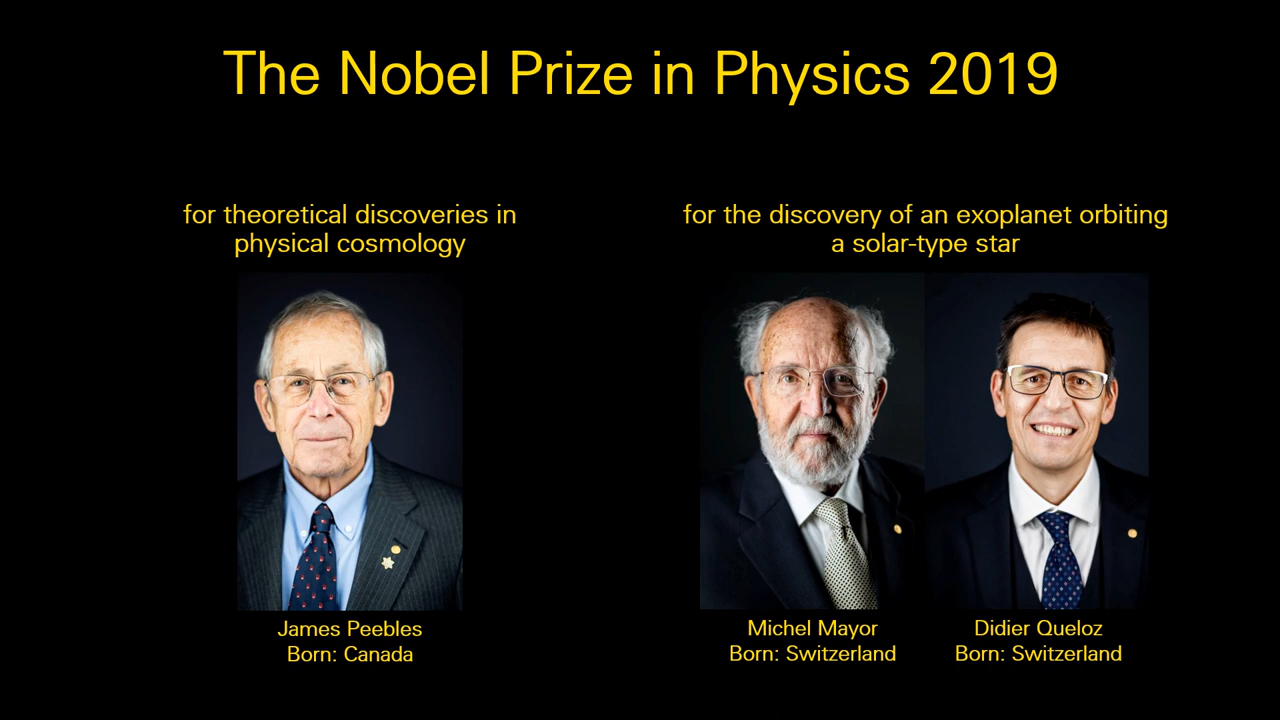 The Nobel Prize in Physics 2019
for theoretical discoveries in
physical cosmology
for the discovery of an exoplanet orbiting
a solar-type star
James Peebles
Born: Canada
Michel Mayor
Born: Switzerland
Didier Queloz
Born: Switzerland